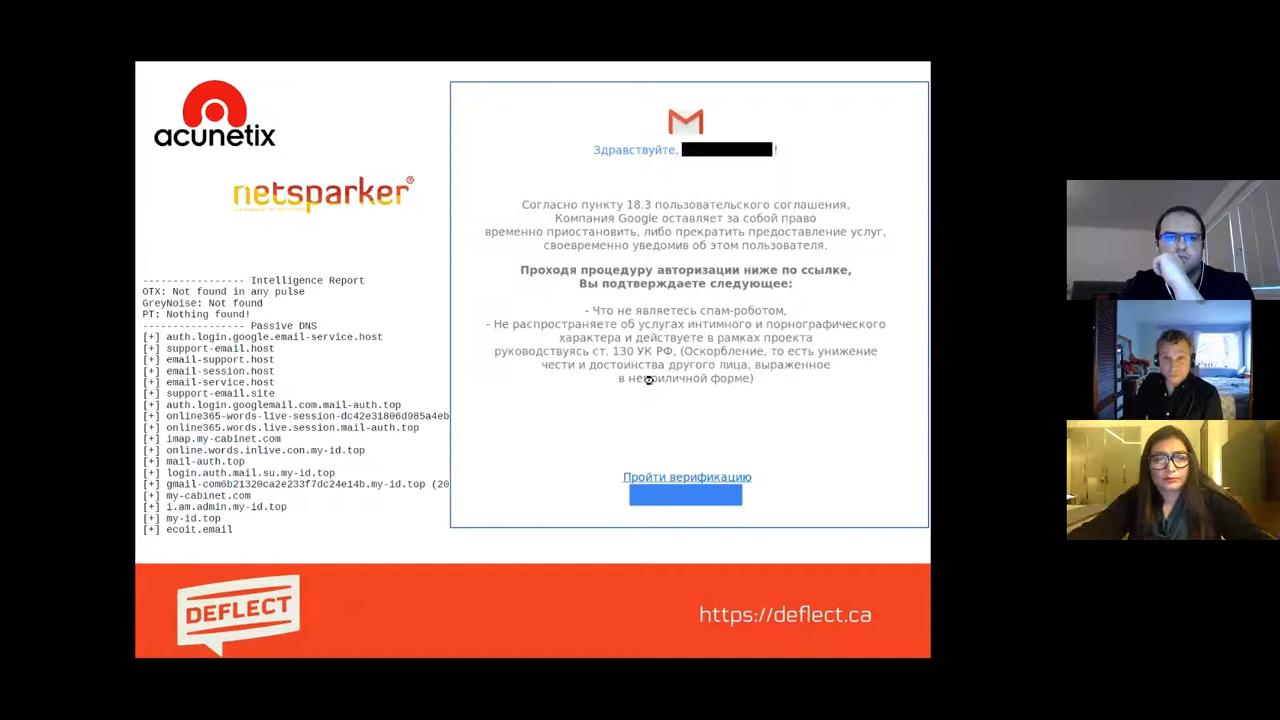 acunetix
netsparker®
---------------- Intelligence Report
OTX: Not found in any pulse
GreyNoise: Not found
PT: Nothing found!
---------------- Passive DNS
[+] auth.login.google.email-service.host
[+] support-email.host
[+] email-support.host
[+] email-session.host
[+] email-service.host
[+] support-email.site
[+] auth.login.googlemail.com.mail-auth.top
[+] online365-words-live-session-dc42e31806d985a4eb
[+] online365.words.live.session.mail-auth.top
[+] imap.my-cabinet.com
[+] online.words.inlive.con.my-id.top
[+] mail-auth.top
[+] login.auth.mail.su.my-id.top
[+] gmail-com6b21320ca2e233f7dc24e14b.my-id.top (20
[+] my-cabinet.com
[+] i.am.admin.my-id.top
[+] my-id.top
[+] ecoit.email
Здравствуйте, !
Согласно пункту 18.3 пользовательского соглашения,
Компания Google оставляет за собой право
временно приостановить, либо прекратить предоставление услуг,
своевременно уведомив об этом пользователя.
Проходя процедуру авторизации ниже по ссылке,
Вы подтверждаете следующее:
- Что не являетесь спам-роботом,
- Не распространяете об услугах интимного и порнографического
характера и действуете в рамках проекта
руководствуясь ст. 130 УК РФ, (Оскорбление, то есть унижение
чести и достоинства другого лица, выраженное
в неприличной форме)
Пройти верификацию
DEFLECT
https://deflect.ca